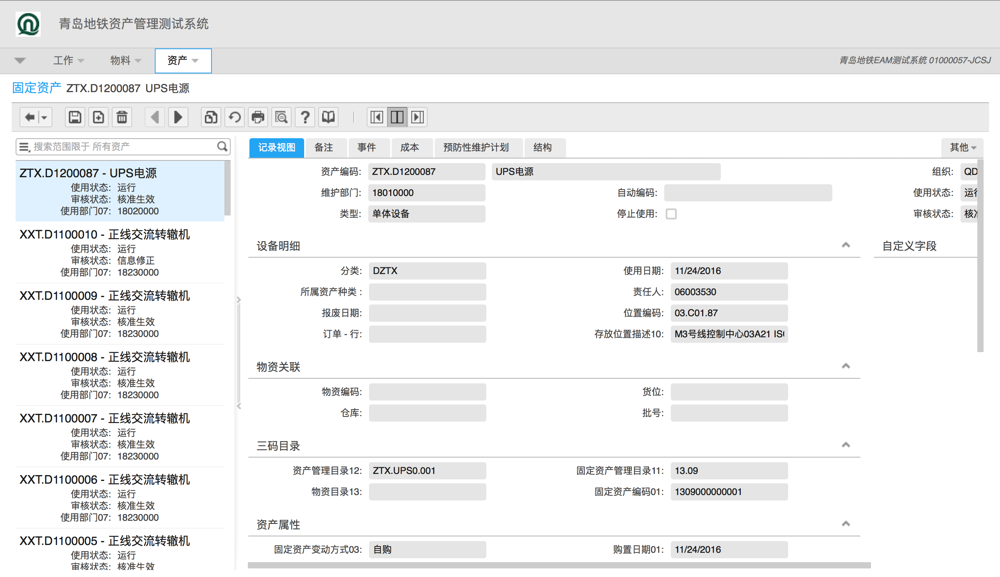 青岛地铁资产管理测试系统
工作 物料 资产 青岛地铁EAM测试系统 01000057-JCSJ
固定资产 ZTX.D1200087 UPS电源
搜索范围限于 所有资产
ZTX.D1200087 - UPS电源
使用状态: 运行
审核状态: 核准生效
使用部门07: 18020000
XXT.D1100010 - 正线交流转辙机
使用状态: 运行
审核状态: 信息修正
使用部门07: 18230000
XXT.D1100009 - 正线交流转辙机
使用状态: 运行
审核状态: 核准生效
使用部门07: 18230000
XXT.D1100008 - 正线交流转辙机
使用状态: 运行
审核状态: 核准生效
使用部门07: 18230000
XXT.D1100007 - 正线交流转辙机
使用状态: 运行
审核状态: 核准生效
使用部门07: 18230000
XXT.D1100006 - 正线交流转辙机
使用状态: 运行
审核状态: 核准生效
使用部门07: 18230000
XXT.D1100005 - 正线交流转辙机
使用状态: 运行
审核状态: 核准生效
记录视图 备注 事件 成本 预防性维护计划 结构 其他
资产编码: ZTX.D1200087 UPS电源 组织: QD
维护部门: 18010000 自动编码: 使用状态: 运行
类型: 单体设备 停止使用: 审核状态: 核
设备明细 自定义字段
分类: DZTX 使用日期: 11/24/2016
所属资产种类 : 责任人: 06003530
报废日期: 位置编码: 03.C01.87
订单 - 行: 存放位置描述10: M3号线控制中心03A21 IS
物资关联
物资编码: 货位:
仓库: 批号:
三码目录
资产管理目录12: ZTX.UPS0.001 固定资产管理目录11: 13.09
物资目录13: 固定资产编码01: 1309000000001
资产属性
固定资产变动方式03: 自购 购置日期01: 11/24/2016